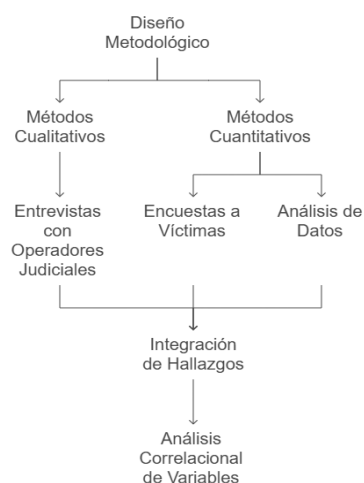 Diseño
Metodológico
Métodos
Cualitativos
Métodos
Cuantitativos
Entrevistas
con
Operadores
Judiciales
Encuestas a
Víctimas
Análisis de
Datos
Integración
de Hallazgos
Análisis
Correlacional
de Variables